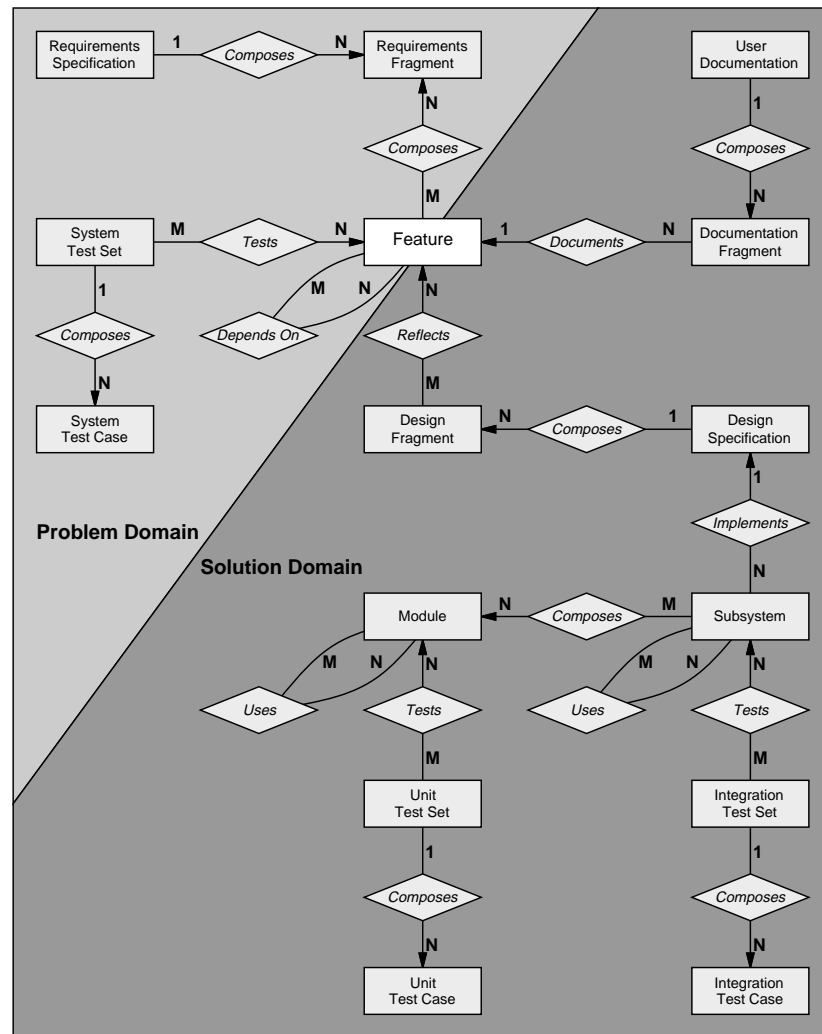 Requirements
Specification
1
Composes
N
Requirements
Fragment
User
Documentation
N
1
Composes
Composes
M
N
System
Test Set
M
Tests
N
Feature
1
Documents
N
Documentation
Fragment
1
M
N
N
Composes
Depends On
Reflects
N
M
System
Test Case
Design
Fragment
N
Composes
1
Design
Specification
1
Problem Domain
Implements
Solution Domain
N
Module
N
Composes
M
Subsystem
M
N
N
M
N
N
Uses
Tests
Uses
Tests
M
M
Unit
Test Set
Integration
Test Set
1
1
Composes
Composes
N
N
Unit
Test Case
Integration
Test Case